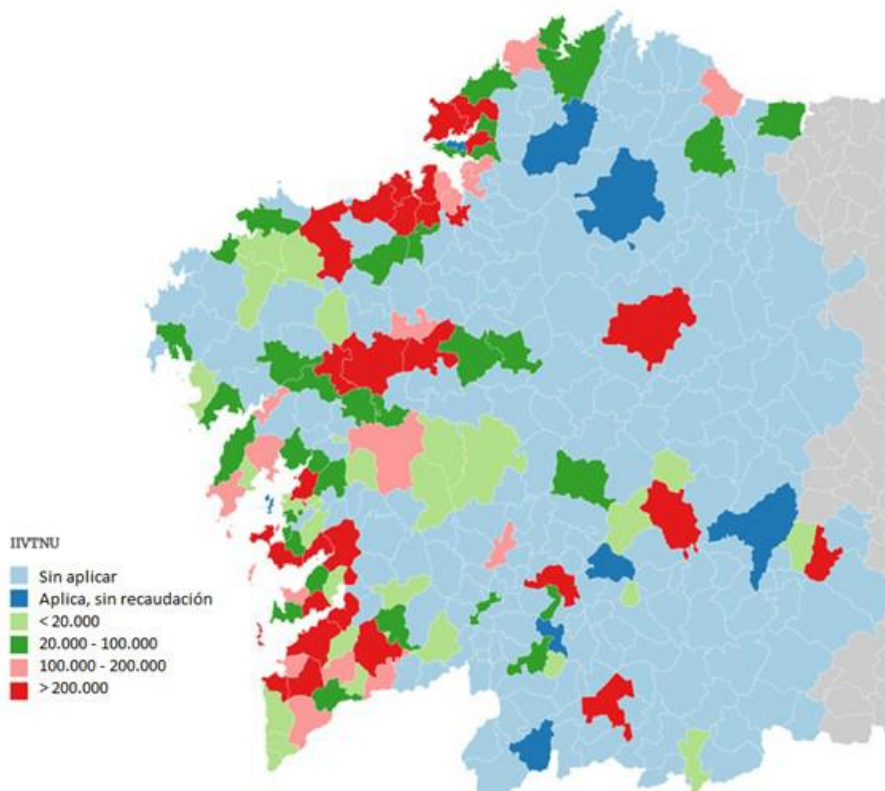 IIVTNU
Sin aplicar
Aplica, sin recaudación
< 20.000
20.000 - 100.000
100.000 - 200.000
> 200.000